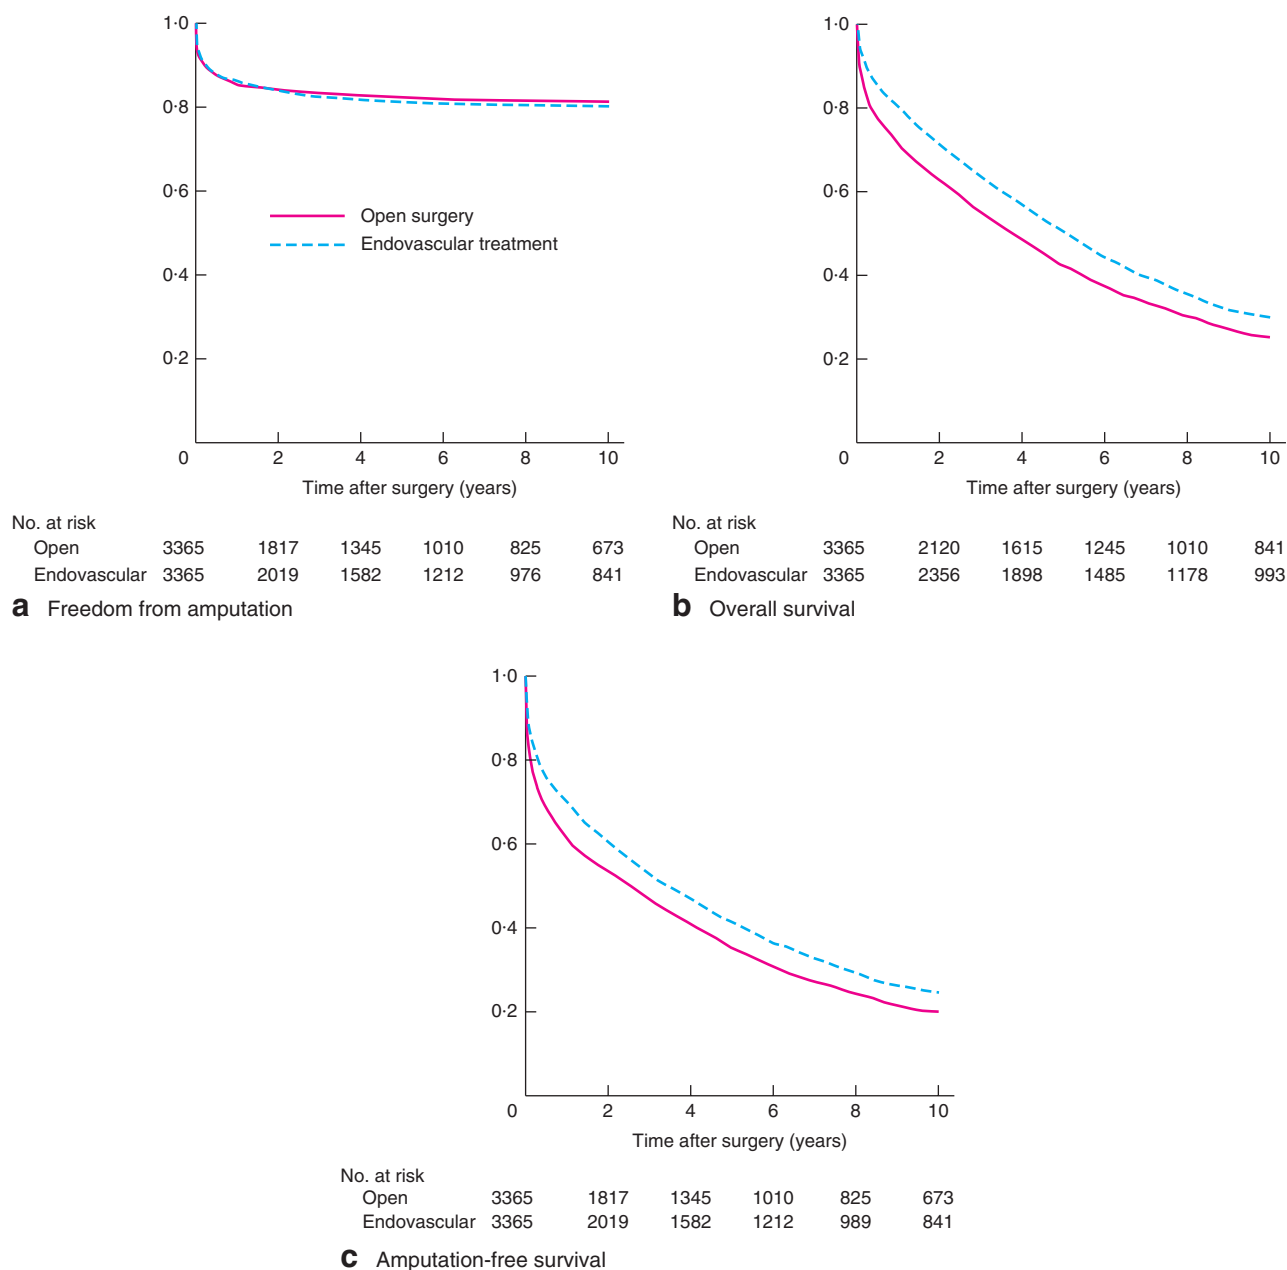 1·0
0·8
0·6
0·4
0·2
Open surgery
Endovascular treatment
0 2 4 6 8 10
Time after surgery (years)
No. at risk
Open 3365 1817 1345 1010 825 673
Endovascular 3365 2019 1582 1212 976 841
a Freedom from amputation
1·0
0·8
0·6
0·4
0·2
0 2 4 6 8 10
Time after surgery (years)
No. at risk
Open 3365 2120 1615 1245 1010 841
Endovascular 3365 2356 1898 1485 1178 993
b Overall survival
1·0
0·8
0·6
0·4
0·2
0 2 4 6 8 10
Time after surgery (years)
No. at risk
Open 3365 1817 1345 1010 825 673
Endovascular 3365 2019 1582 1212 989 841
c Amputation-free survival